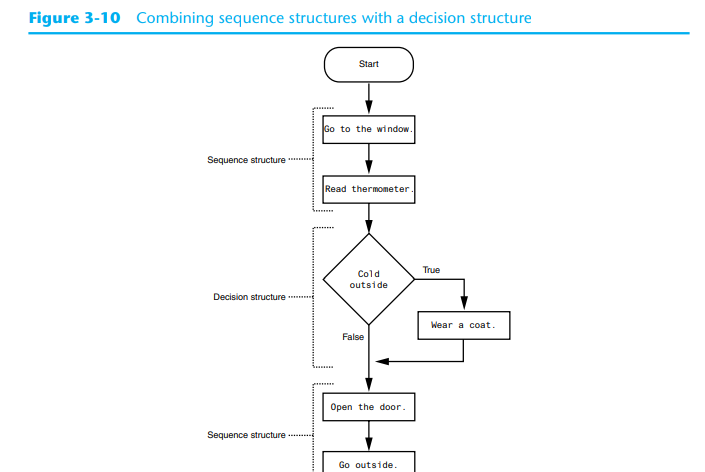 Figure 3-10 Combining sequence structures with a decision structure
Start
Go to the window.
Sequence structure
Read thermometer.
Cold
outside
True
Decision structure
Wear a coat.
False
Open the door.
Sequence structure
Go outside.